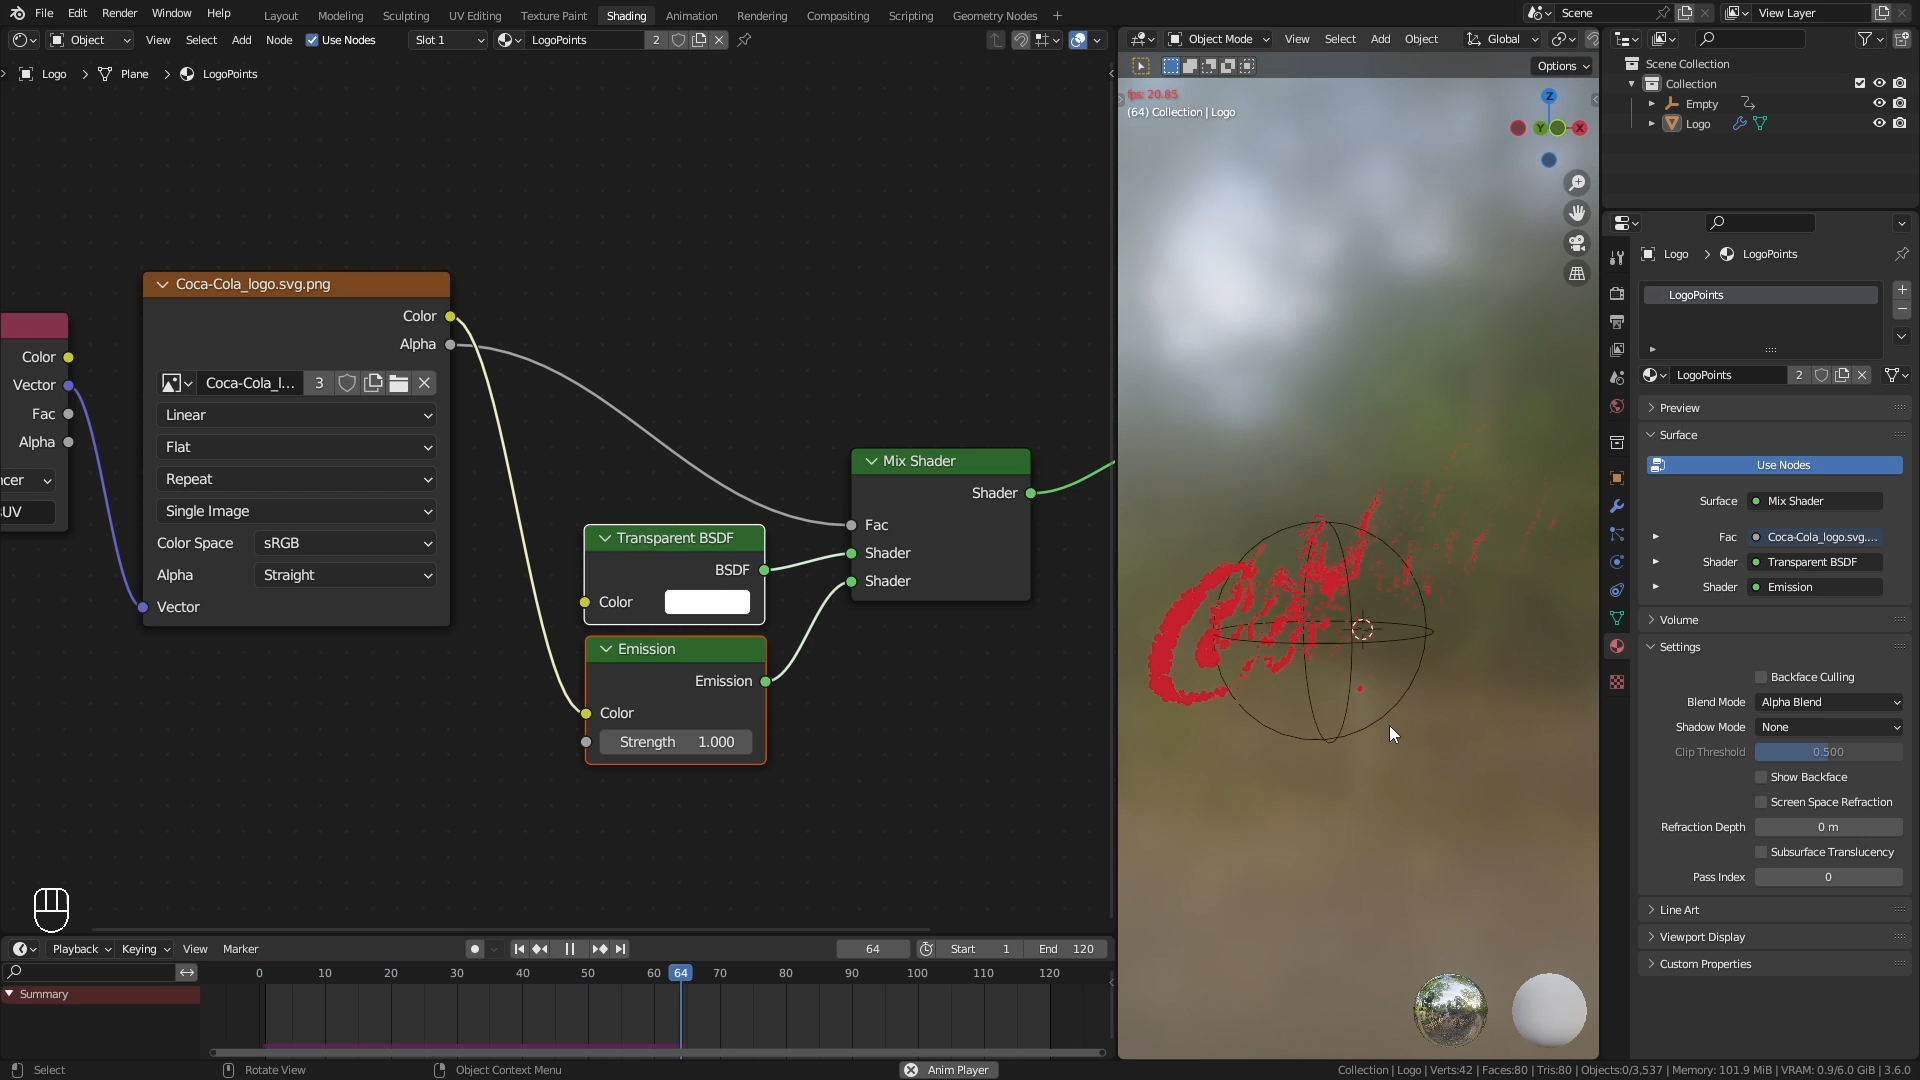 File Edit Render Window Help Layout Modeling Sculpting UV Editing Texture Paint Shading Animation Rendering Compositing Scripting Geometry Nodes + Scene View Layer
Object View Select Add Node Use Nodes Slot 1 LogoPoints 2 Object Mode View Select Add Object Global
Options
Logo > Plane > LogoPoints
Scene Collection
Collection
Empty
Logo
fps: 20.85
(64) Collection | Logo
Z
Y
X
Coca-Cola_logo.svg.png
Color
Alpha
Coca-Cola_l... 3
Linear
Flat
Repeat
Single Image
Color Space sRGB
Alpha Straight
Vector
Color
Vector
Fac
Alpha
ncer
UV
Transparent BSDF
BSDF
Color
Emission
Emission
Color
Strength 1.000
Mix Shader
Shader
Fac
Shader
Shader
Logo > LogoPoints
LogoPoints
LogoPoints 2
Preview
Surface
Use Nodes
Surface Mix Shader
Fac Coca-Cola_logo.svg....
Shader Transparent BSDF
Shader Emission
Volume
Settings
Backface Culling
Blend Mode Alpha Blend
Shadow Mode None
Clip Threshold 0.500
Show Backface
Screen Space Refraction
Refraction Depth 0 m
Subsurface Translucency
Pass Index 0
Line Art
Viewport Display
Custom Properties
Playback Keying View Marker 64 Start 1 End 120
0 10 20 30 40 50 60 64 70 80 90 100 110 120
Summary
Select Rotate View Object Context Menu Anim Player Collection | Logo | Verts:42 | Faces:80 | Tris:80 | Objects:0/3,537 | Memory: 101.9 MiB | VRAM: 0.9/6.0 GiB | 3.6.0